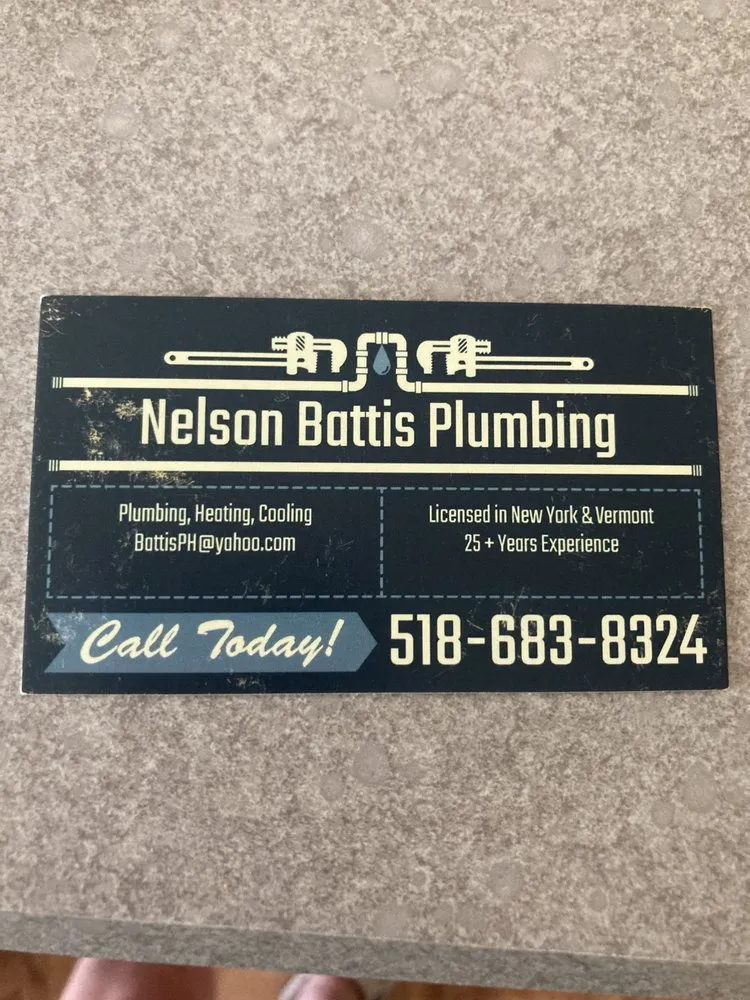 Nelson Battis Plumbing
Plumbing, Heating, Cooling
BattisPH@yahoo.com
Licensed in New York & Vermont
25 + Years Experience
Call Today!
518-683-8324